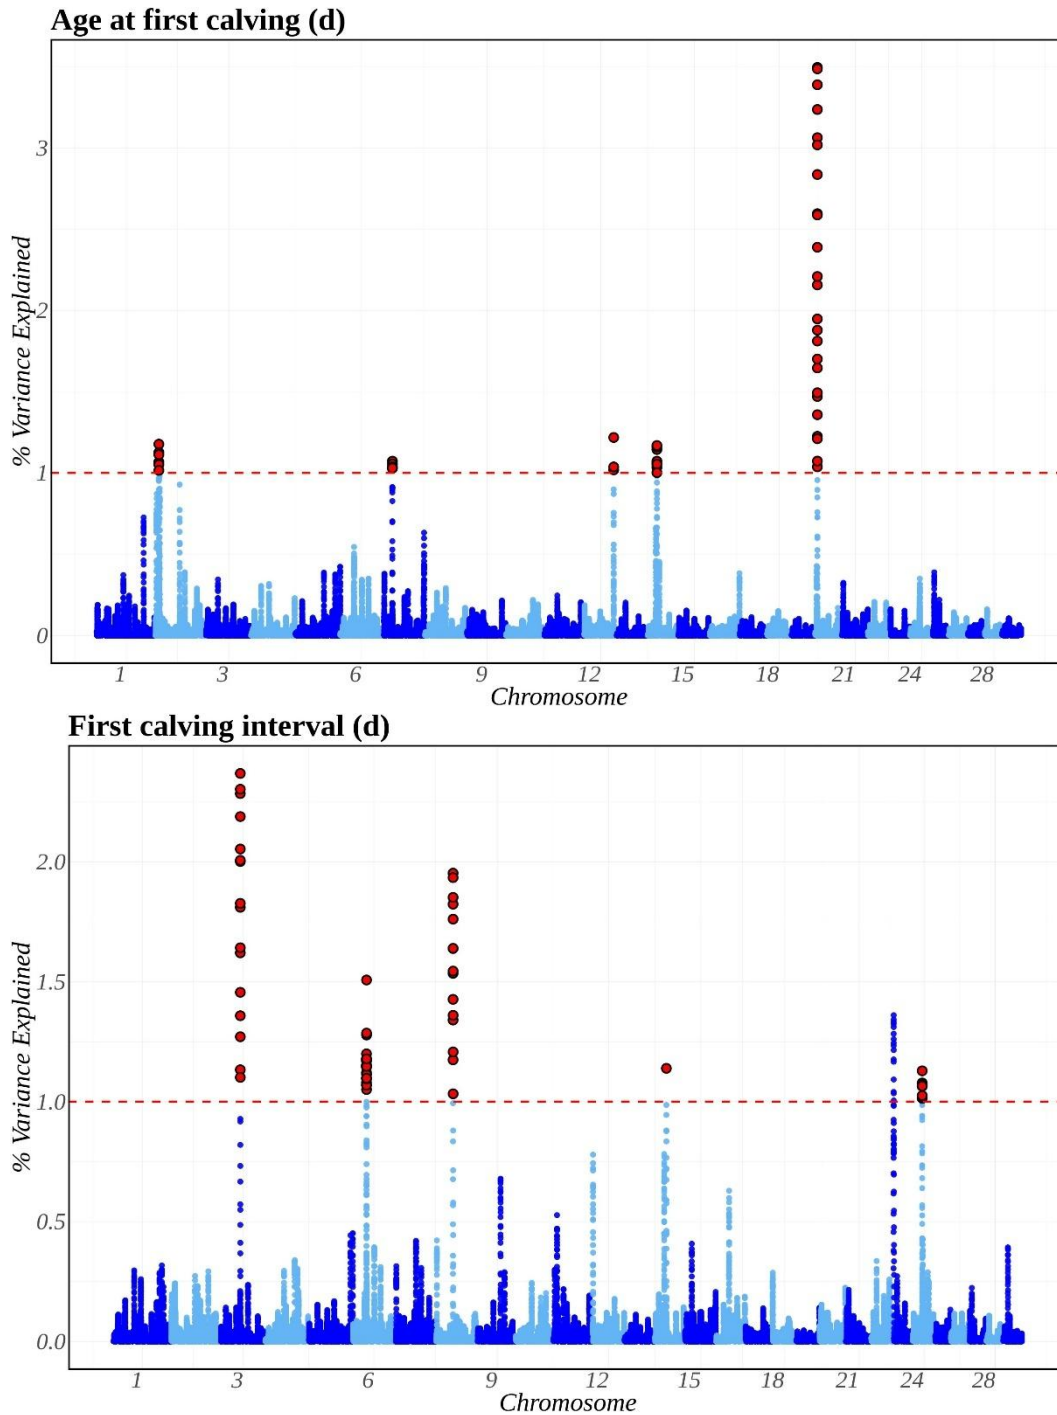 Age at first calving (d)
% Variance Explained
3
2
1
0
1 3 6 9 12 15 18 21 24 28
Chromosome
First calving interval (d)
% Variance Explained
2.0
1.5
1.0
0.5
0.0
1 3 6 9 12 15 18 21 24 28
Chromosome